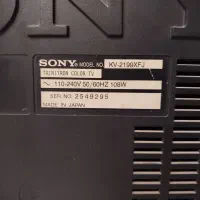 SONY
SONY MODEL NO. KV-2199XFJ
TRINITRON COLOR TV
110-240V 50/60HZ 108W
SER NO. 2549295
MADE IN JAPAN